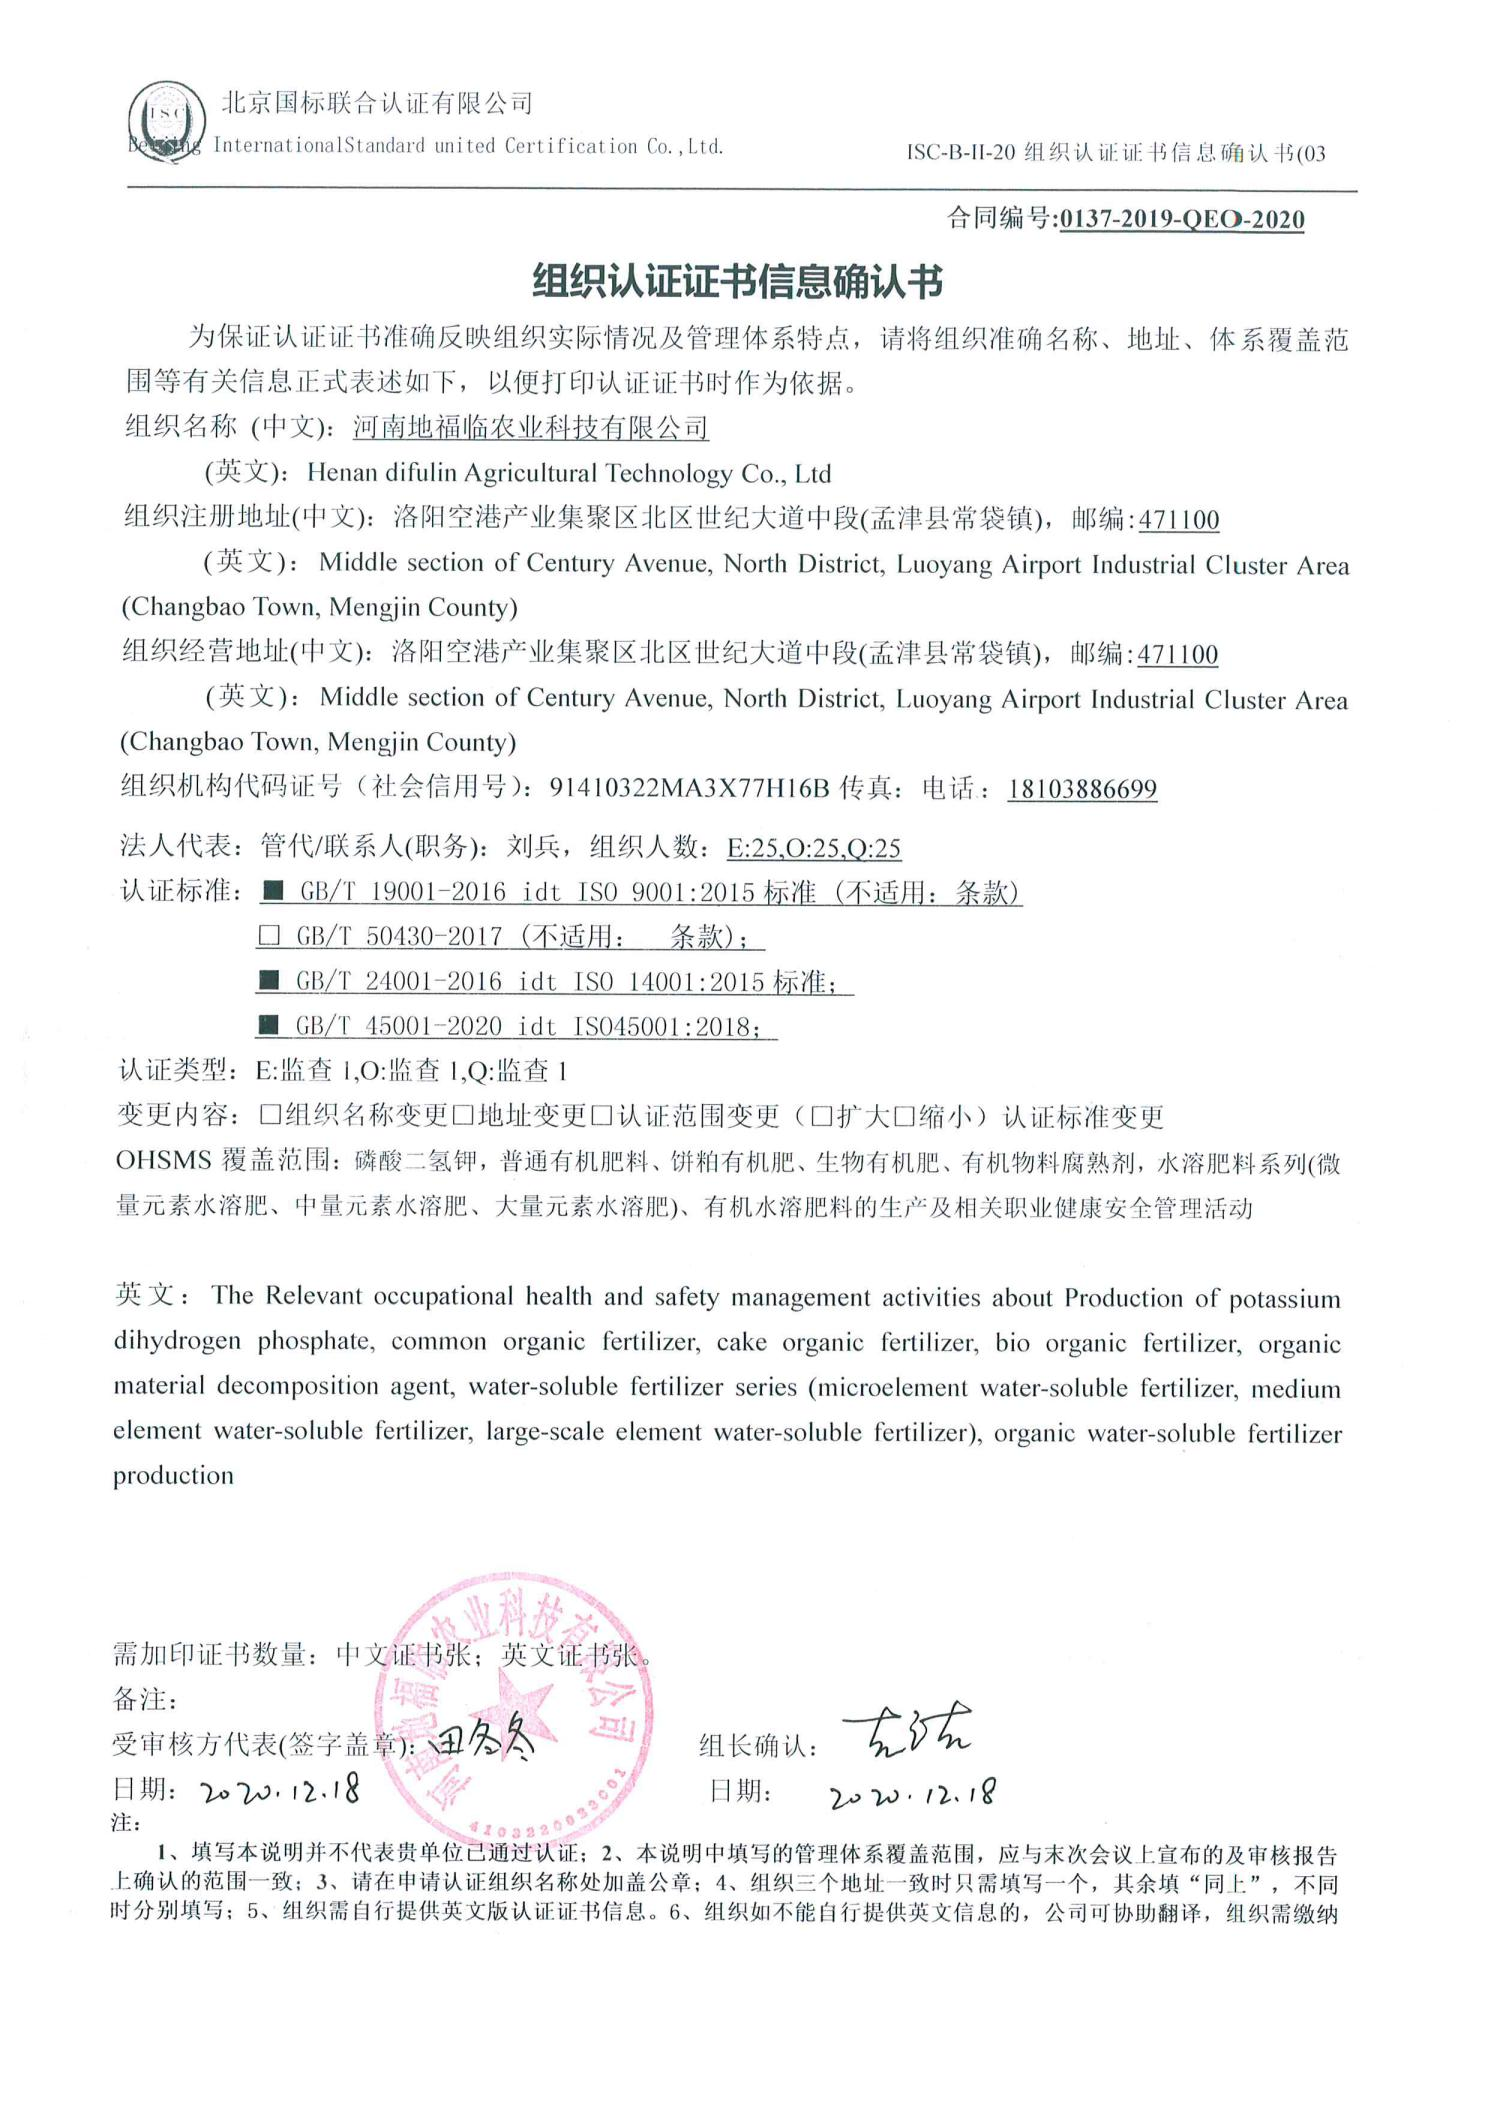 北京国标联合认证有限公司
ISC
Beijing InternationalStandard united Certification Co.,Ltd.
ISC-B-II-20 组织认证证书信息确认书(03
合同编号:0137-2019-QEO-2020
组织认证证书信息确认书
为保证认证证书准确反映组织实际情况及管理体系特点，请将组织准确名称、地址、体系覆盖范
围等有关信息正式表述如下，以便打印认证证书时作为依据。
组织名称 (中文)：河南地福临农业科技有限公司
(英文)：Henan difulin Agricultural Technology Co., Ltd
组织注册地址(中文)：洛阳空港产业集聚区北区世纪大道中段(孟津县常袋镇)，邮编:471100
(英文)：Middle section of Century Avenue, North District, Luoyang Airport Industrial Cluster Area
(Changbao Town, Mengjin County)
组织经营地址(中文)：洛阳空港产业集聚区北区世纪大道中段(孟津县常袋镇)，邮编:471100
(英文)：Middle section of Century Avenue, North District, Luoyang Airport Industrial Cluster Area
(Changbao Town, Mengjin County)
组织机构代码证号（社会信用号)：91410322MA3X77H16B 传真：电话.：18103886699
法人代表：管代/联系人(职务)：刘兵，组织人数：E:25,O:25,Q:25
认证标准：■ GB/T 19001-2016 idt ISO 9001:2015 标准 (不适用：条款)
□ GB/T 50430-2017 (不适用： 条款)；
■ GB/T 24001-2016 idt ISO 14001:2015 标准；
■ GB/T 45001-2020 idt ISO45001:2018；
认证类型：E:监查 1,O:监查 1,Q:监查 1
变更内容：□组织名称变更□地址变更□认证范围变更（□扩大□缩小）认证标准变更
OHSMS 覆盖范围：磷酸二氢钾，普通有机肥料、饼粕有机肥、生物有机肥、有机物料腐熟剂，水溶肥料系列(微
量元素水溶肥、中量元素水溶肥、大量元素水溶肥)、有机水溶肥料的生产及相关职业健康安全管理活动
英文：The Relevant occupational health and safety management activities about Production of potassium
dihydrogen phosphate, common organic fertilizer, cake organic fertilizer, bio organic fertilizer, organic
material decomposition agent, water-soluble fertilizer series (microelement water-soluble fertilizer, medium
element water-soluble fertilizer, large-scale element water-soluble fertilizer), organic water-soluble fertilizer
production
河南地福临农业科技有限公司
4103220023001
需加印证书数量：中文证书张；英文证书张。
备注：
受审核方代表(签字盖章)：田冬冬
组长确认：
日期：2020.12.18
日期：2020.12.18
注：
1、填写本说明并不代表贵单位已通过认证；2、本说明中填写的管理体系覆盖范围，应与末次会议上宣布的及审核报告
上确认的范围一致；3、请在申请认证组织名称处加盖公章；4、组织三个地址一致时只需填写一个，其余填“同上”，不同
时分别填写；5、组织需自行提供英文版认证证书信息。6、组织如不能自行提供英文信息的，公司可协助翻译，组织需缴纳